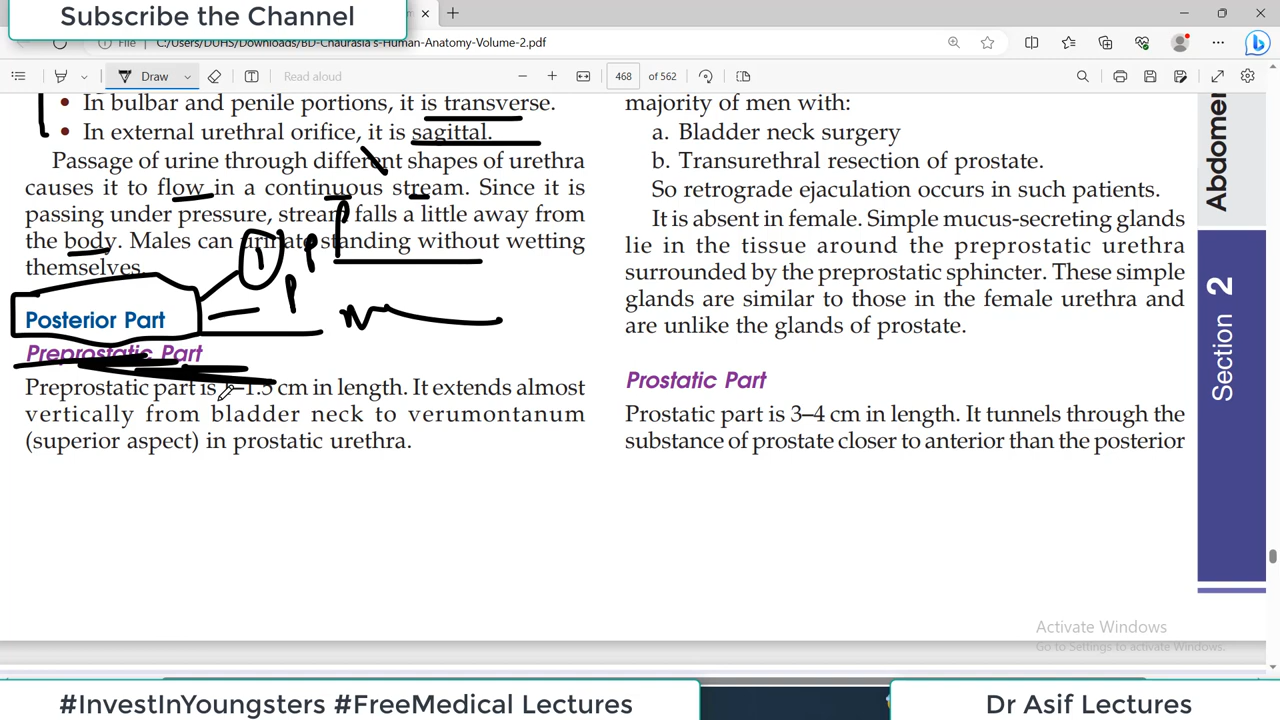 Subscribe the Channel
File C:/Users/DUHS/Downloads/BD-Chaurasia's-Human-Anatomy-Volume-2.pdf
Draw Read aloud 468 of 562
• In bulbar and penile portions, it is transverse.
• In external urethral orifice, it is sagittal.
Passage of urine through different shapes of urethra
causes it to flow in a continuous stream. Since it is
passing under pressure, stream falls a little away from
the body. Males can urinate standing without wetting
themselves.
1 P
P
Posterior Part
Preprostatic Part
Preprostatic part is 1.5 cm in length. It extends almost
vertically from bladder neck to verumontanum
(superior aspect) in prostatic urethra.
majority of men with:
a. Bladder neck surgery
b. Transurethral resection of prostate.
So retrograde ejaculation occurs in such patients.
It is absent in female. Simple mucus-secreting glands
lie in the tissue around the preprostatic urethra
surrounded by the preprostatic sphincter. These simple
glands are similar to those in the female urethra and
are unlike the glands of prostate.
Prostatic Part
Prostatic part is 3–4 cm in length. It tunnels through the
substance of prostate closer to anterior than the posterior
Abdomen
Section 2
Activate Windows
Go to Settings to activate Windows.
#InvestInYoungsters #FreeMedical Lectures
Dr Asif Lectures